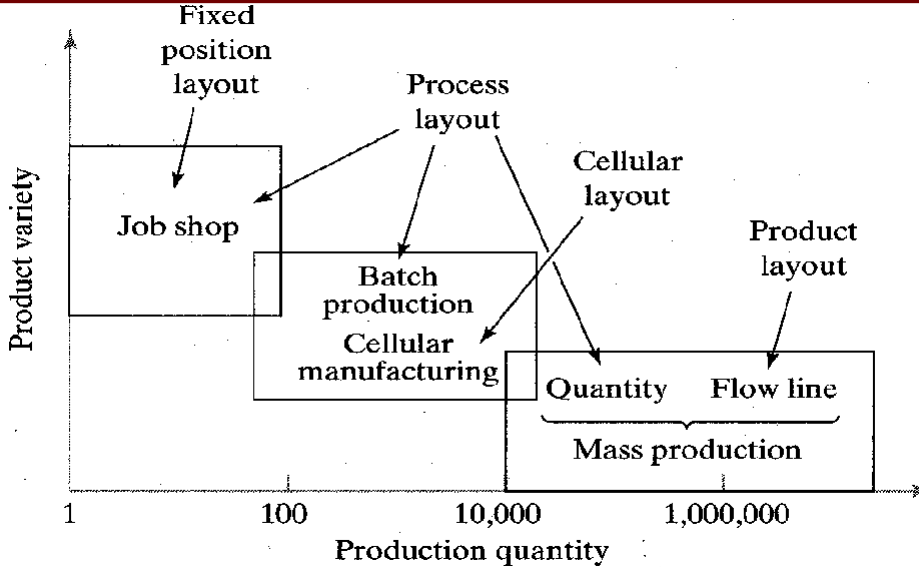 Fixed
position
layout
Process
layout
Cellular
layout
Product
layout
Product variety
Job shop
Batch
production
Cellular
manufacturing
Quantity
Flow line
Mass production
1
100
10,000
1,000,000
Production quantity